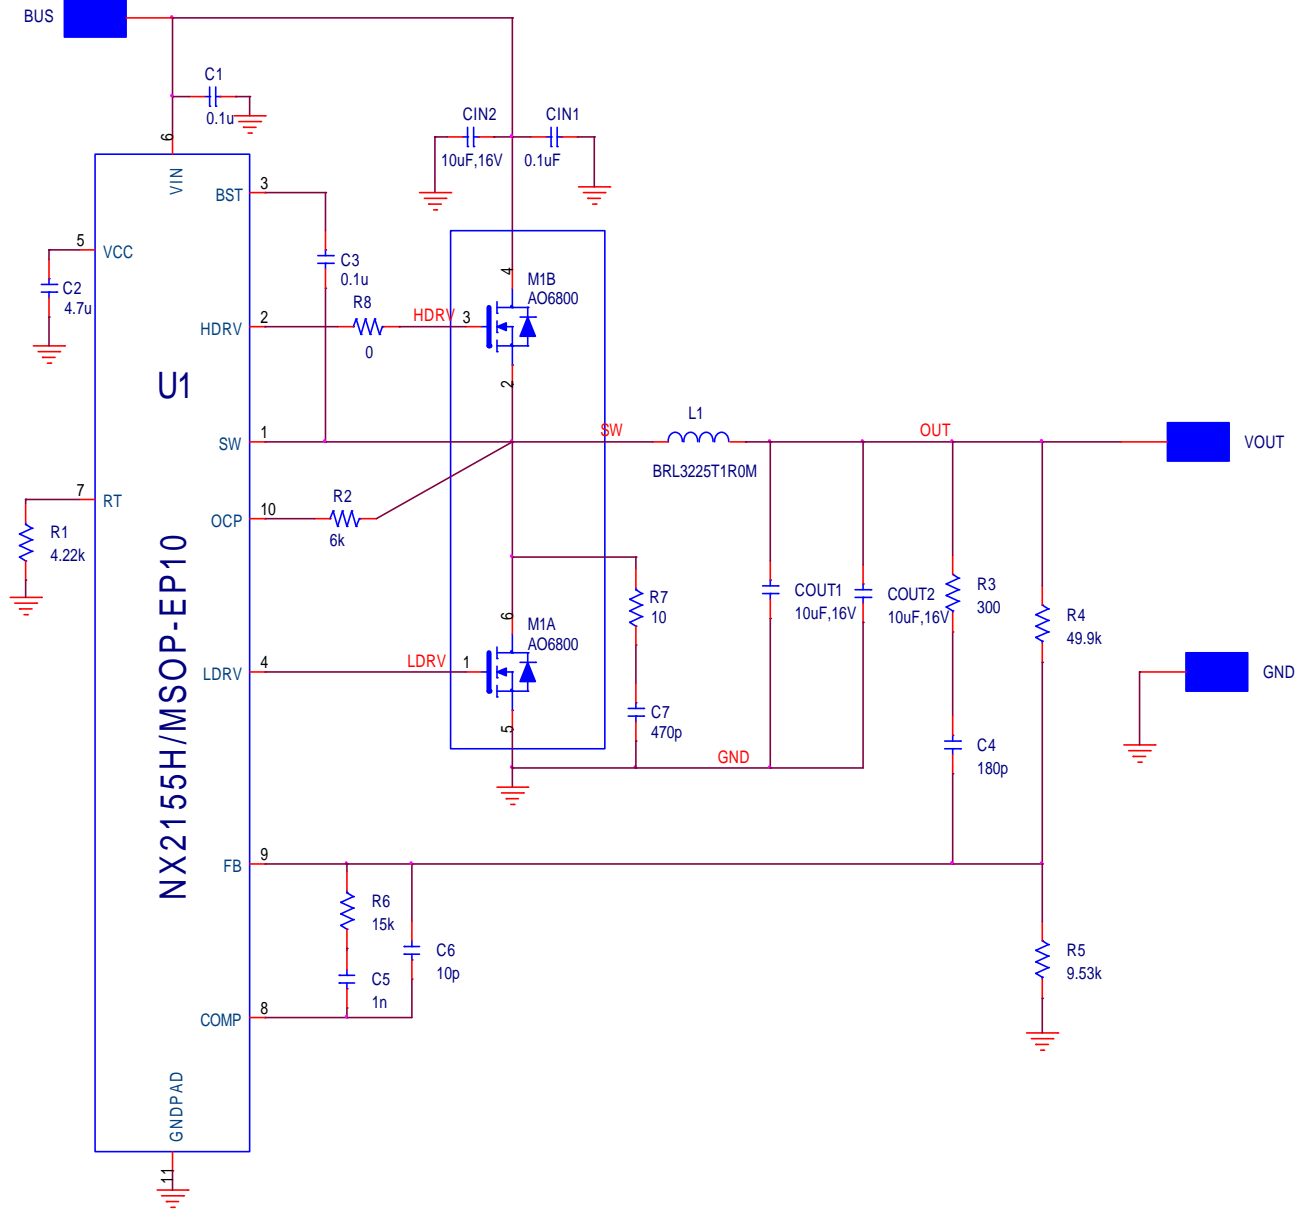 BUS
C1
0.1u
6
VIN
CIN2
10uF,16V
CIN1
0.1uF
BST
3
5
VCC
C2
4.7u
C3
0.1u
4
M1B
AO6800
R8
0
HDRV
2
HDRV
3
2
U1
SW
1
SW
L1
BRL3225T1R0M
OUT
VOUT
7
RT
R1
4.22k
OCP
10
R2
6k
NX2155H/MSOP-EP10
6
M1A
AO6800
LDRV
4
LDRV
1
5
R7
10
C7
470p
COUT1
10uF,16V
COUT2
10uF,16V
R3
300
R4
49.9k
GND
GND
C4
180p
FB
9
R6
15k
C5
1n
C6
10p
R5
9.53k
COMP
8
GNDPAD
11